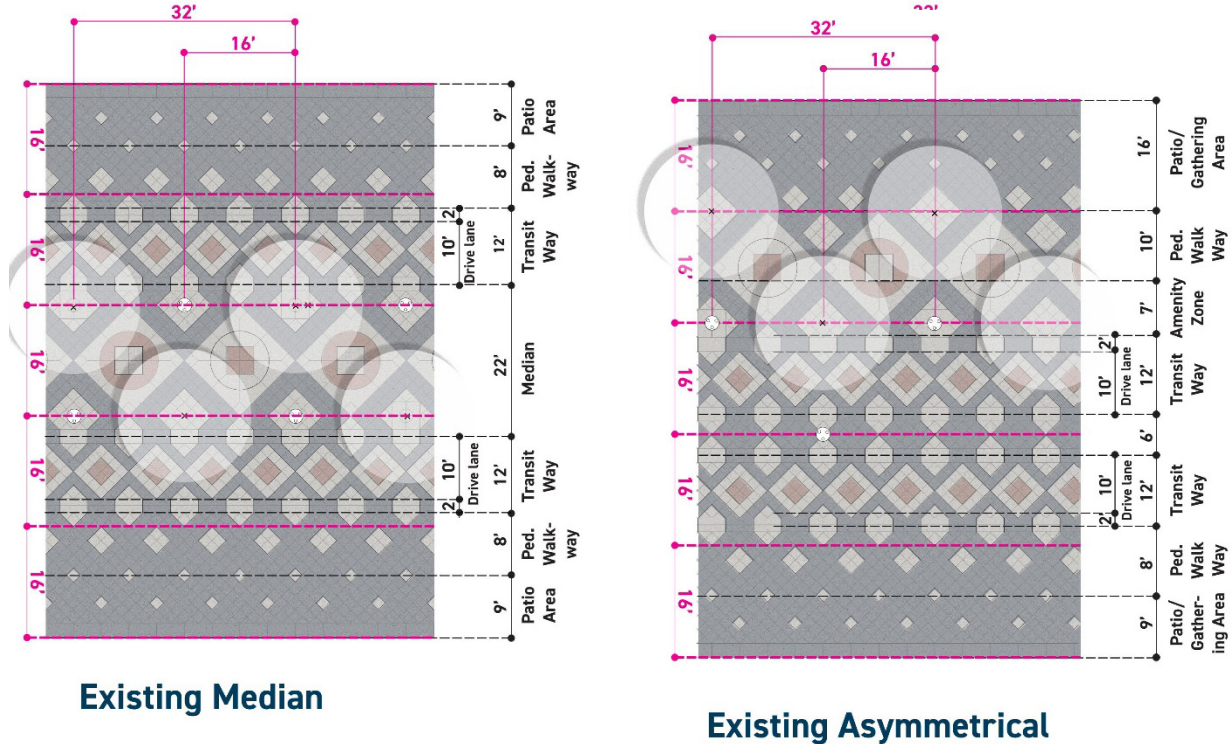 32’
16’
16’
16’
16’
16’
16’
9’
Patio
Area
8’
Ped.
Walk-
way
2’
10’
Drive lane
12’
Transit
Way
22’
Median
10’
Drive lane
2’
12’
Transit
Way
8’
Ped.
Walk-
way
9’
Patio
Area
Existing Median
32’
16’
16’
16’
16’
16’
16’
16’
Patio/
Gathering
Area
10’
Ped.
Walk
Way
7’
Amenity
Zone
2’
10’
Drive lane
12’
Transit
Way
6’
10’
Drive lane
2’
12’
Transit
Way
8’
Ped.
Walk
Way
9’
Patio/
Gather-
ing Area
Existing Asymmetrical